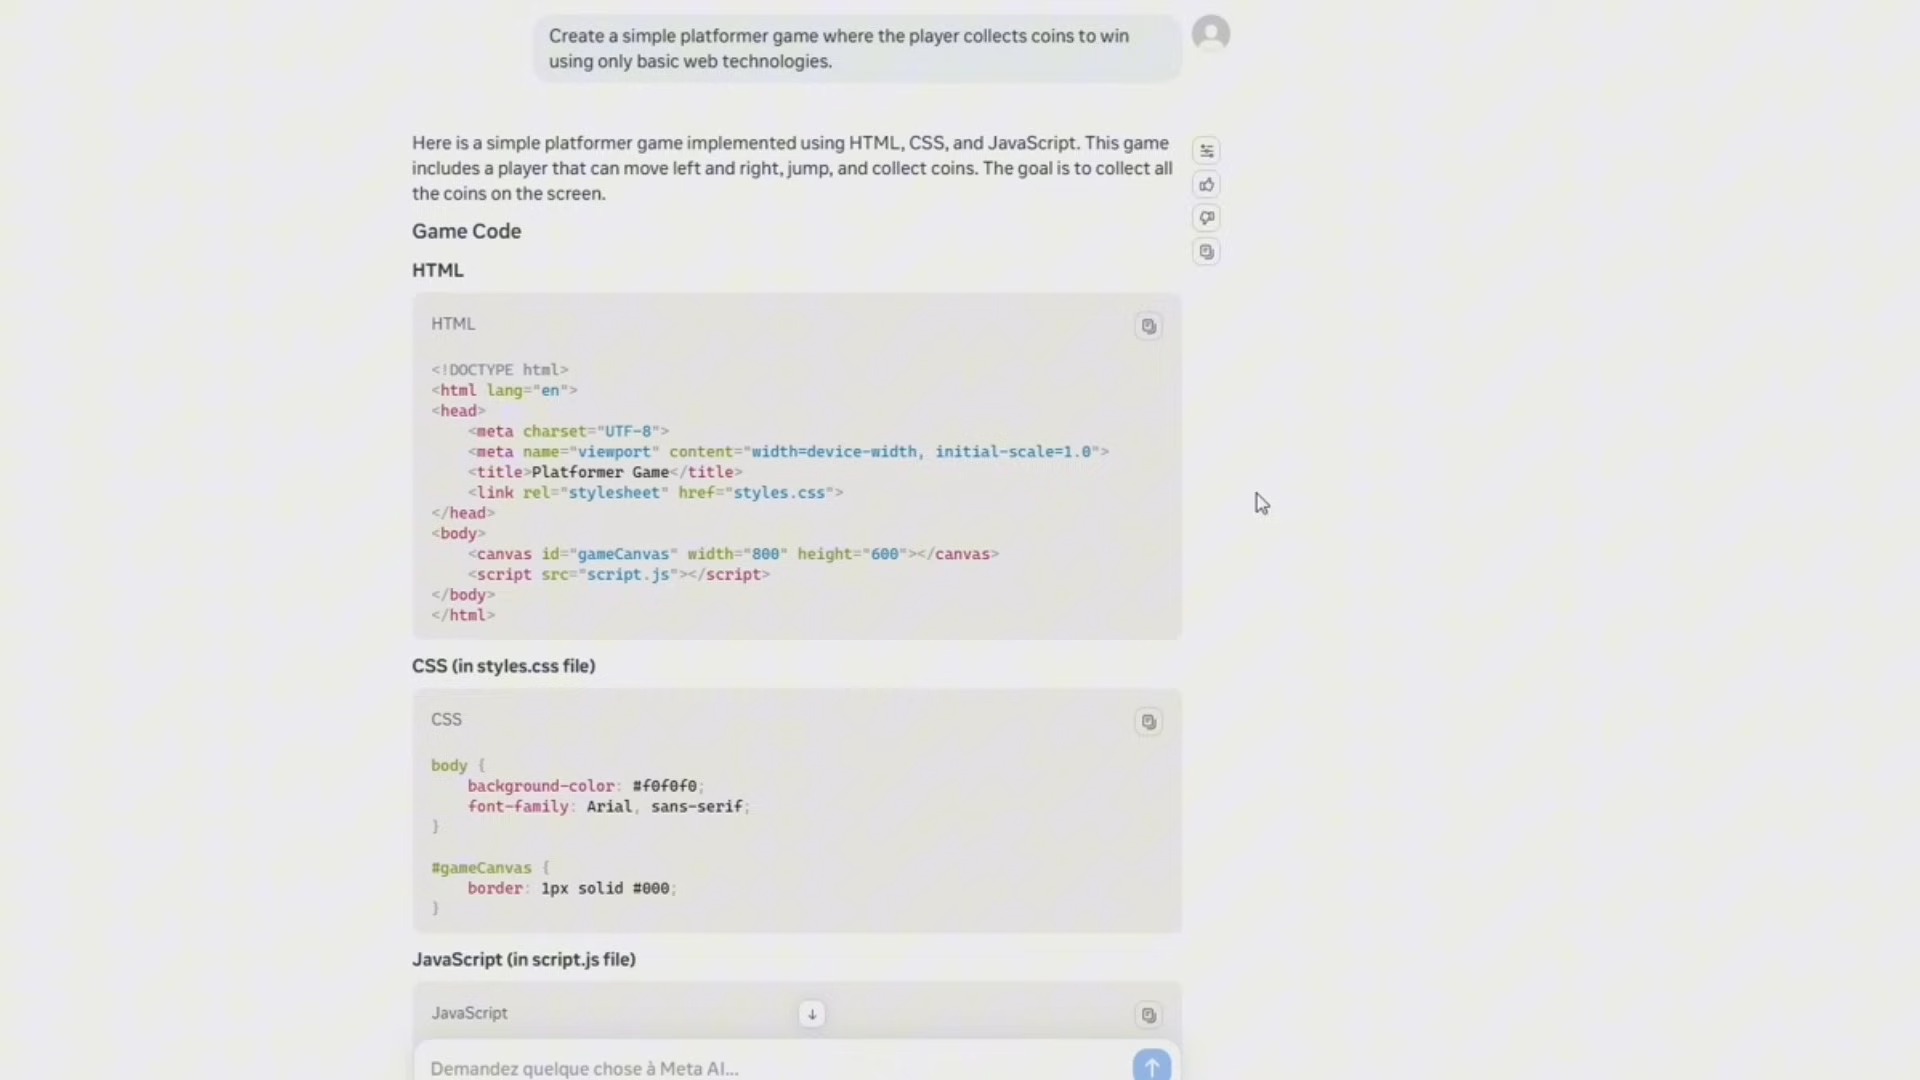 Create a simple platformer game where the player collects coins to win
using only basic web technologies.
Here is a simple platformer game implemented using HTML, CSS, and JavaScript. This game
includes a player that can move left and right, jump, and collect coins. The goal is to collect all
the coins on the screen.
Game Code
HTML
HTML
<!DOCTYPE html>
<html lang="en">
<head>
    <meta charset="UTF-8">
    <meta name="viewport" content="width=device-width, initial-scale=1.0">
    <title>Platformer Game</title>
    <link rel="stylesheet" href="styles.css">
</head>
<body>
    <canvas id="gameCanvas" width="800" height="600"></canvas>
    <script src="script.js"></script>
</body>
</html>
CSS (in styles.css file)
CSS
body {
    background-color: #f0f0f0;
    font-family: Arial, sans-serif;
}
#gameCanvas {
    border: 1px solid #000;
}
JavaScript (in script.js file)
JavaScript
Demandez quelque chose à Meta AI...